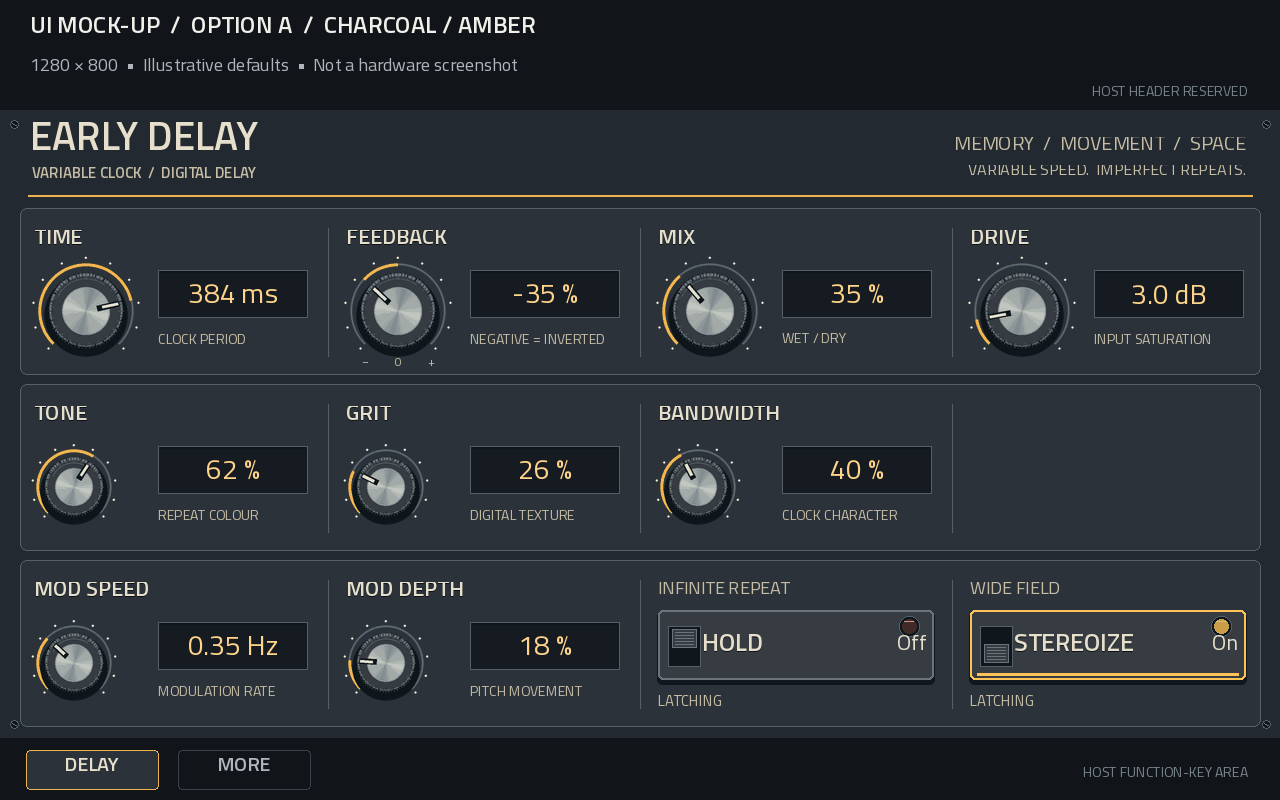 UI MOCK-UP / OPTION A / CHARCOAL / AMBER
1280 × 800 ▪ Illustrative defaults ▪ Not a hardware screenshot
HOST HEADER RESERVED
EARLY DELAY
MEMORY / MOVEMENT / SPACE
VARIABLE CLOCK / DIGITAL DELAY
VARIABLE SPEED. IMPERFECT REPEATS.
TIME
384 ms
CLOCK PERIOD
FEEDBACK
-35 %
NEGATIVE = INVERTED
− 0 +
MIX
35 %
WET / DRY
DRIVE
3.0 dB
INPUT SATURATION
TONE
62 %
REPEAT COLOUR
GRIT
26 %
DIGITAL TEXTURE
BANDWIDTH
40 %
CLOCK CHARACTER
MOD SPEED
0.35 Hz
MODULATION RATE
MOD DEPTH
18 %
PITCH MOVEMENT
INFINITE REPEAT
HOLD
Off
LATCHING
WIDE FIELD
STEREOIZE
On
LATCHING
DELAY
MORE
HOST FUNCTION-KEY AREA